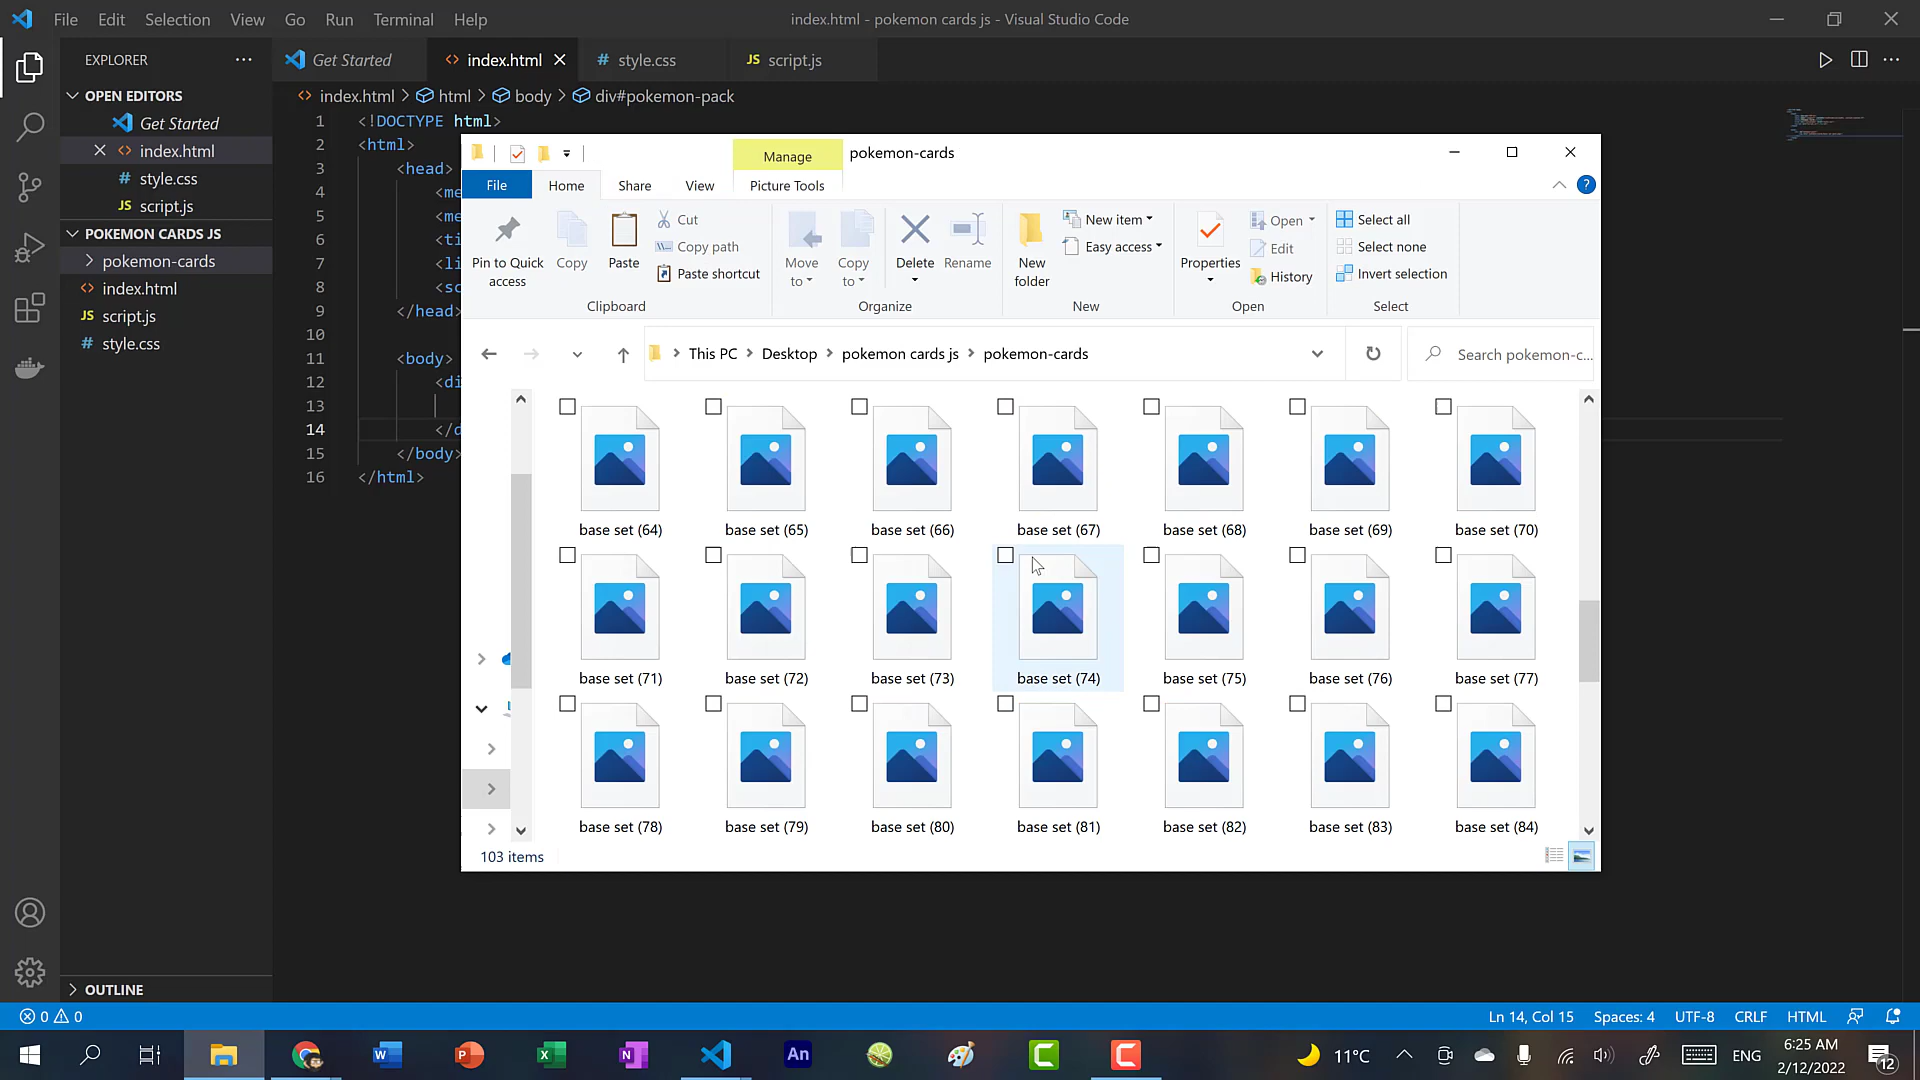 File Edit Selection View Go Run Terminal Help
index.html - pokemon cards js - Visual Studio Code
EXPLORER
Get Started
index.html
# style.css
JS script.js
OPEN EDITORS
Get Started
index.html
# style.css
JS script.js
POKEMON CARDS JS
pokemon-cards
index.html
JS script.js
# style.css
OUTLINE
index.html > html > body > div#pokemon-pack
1 <!DOCTYPE html>
2 <html>
3 <head>
4 <me
5 <me
6 <ti
7 <li
8 <sc
9 </head>
10
11 <body>
12 <di
13
14 </d
15 </body>
16 </html>
Manage
pokemon-cards
File Home Share View Picture Tools
Pin to Quick access
Copy
Paste
Cut
Copy path
Paste shortcut
Clipboard
Move to
Copy to
Delete
Rename
Organize
New folder
New item
Easy access
New
Properties
Open
Edit
History
Open
Select all
Select none
Invert selection
Select
This PC > Desktop > pokemon cards js > pokemon-cards
Search pokemon-c...
base set (64) base set (65) base set (66) base set (67) base set (68) base set (69) base set (70)
base set (71) base set (72) base set (73) base set (74) base set (75) base set (76) base set (77)
base set (78) base set (79) base set (80) base set (81) base set (82) base set (83) base set (84)
103 items
0 0
Ln 14, Col 15 Spaces: 4 UTF-8 CRLF HTML
An
11°C
ENG
6:25 AM
2/12/2022
12